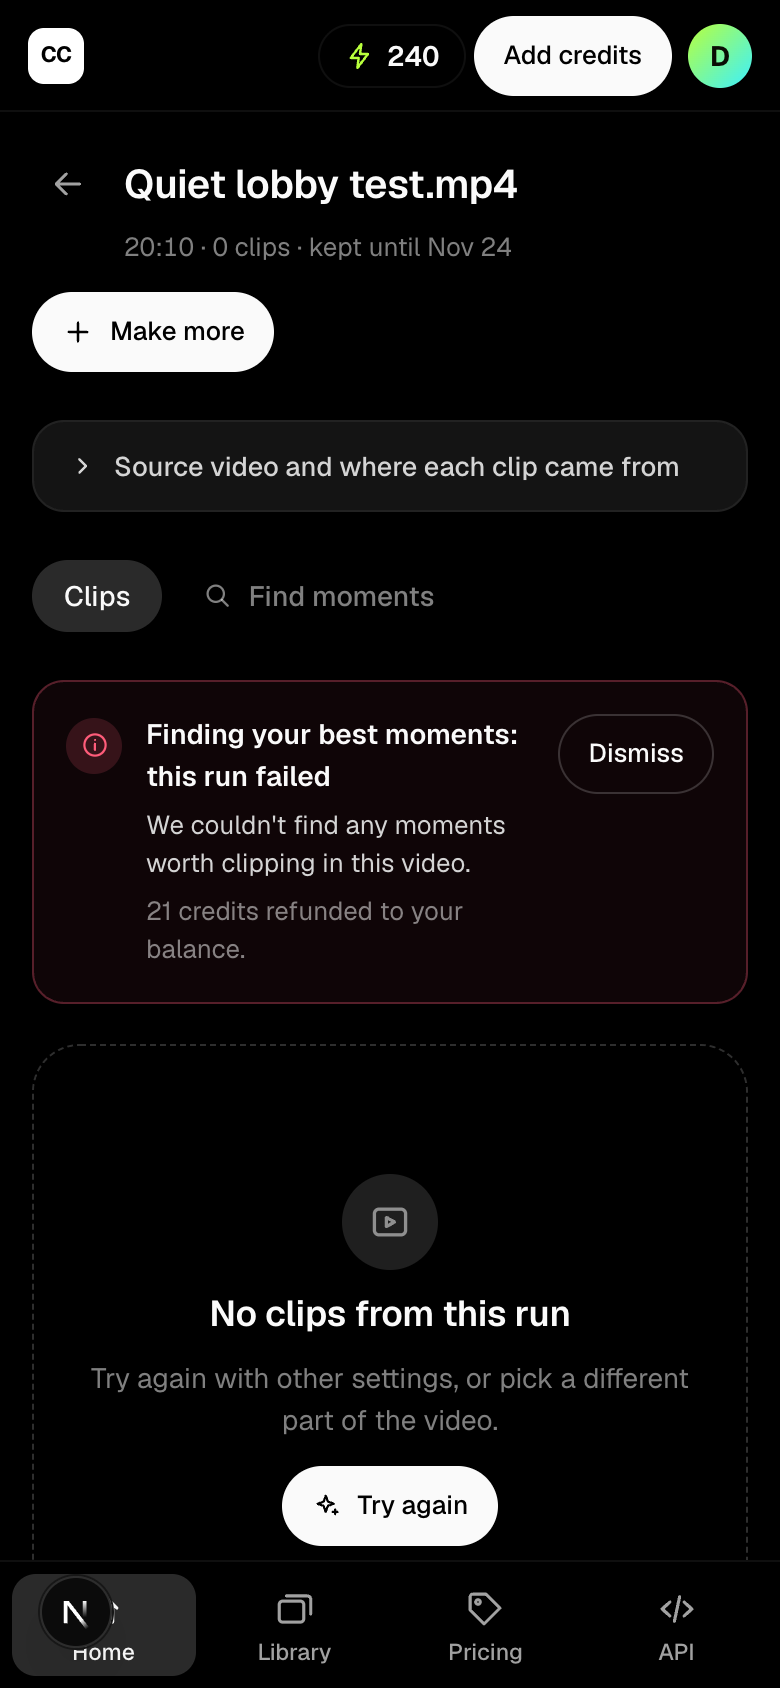 CC
240
Add credits
D
Quiet lobby test.mp4
20:10 · 0 clips · kept until Nov 24
Make more
Source video and where each clip came from
Clips
Find moments
Finding your best moments:
this run failed
Dismiss
We couldn't find any moments
worth clipping in this video.
21 credits refunded to your
balance.
No clips from this run
Try again with other settings, or pick a different
part of the video.
Try again
N
Home
Library
Pricing
API